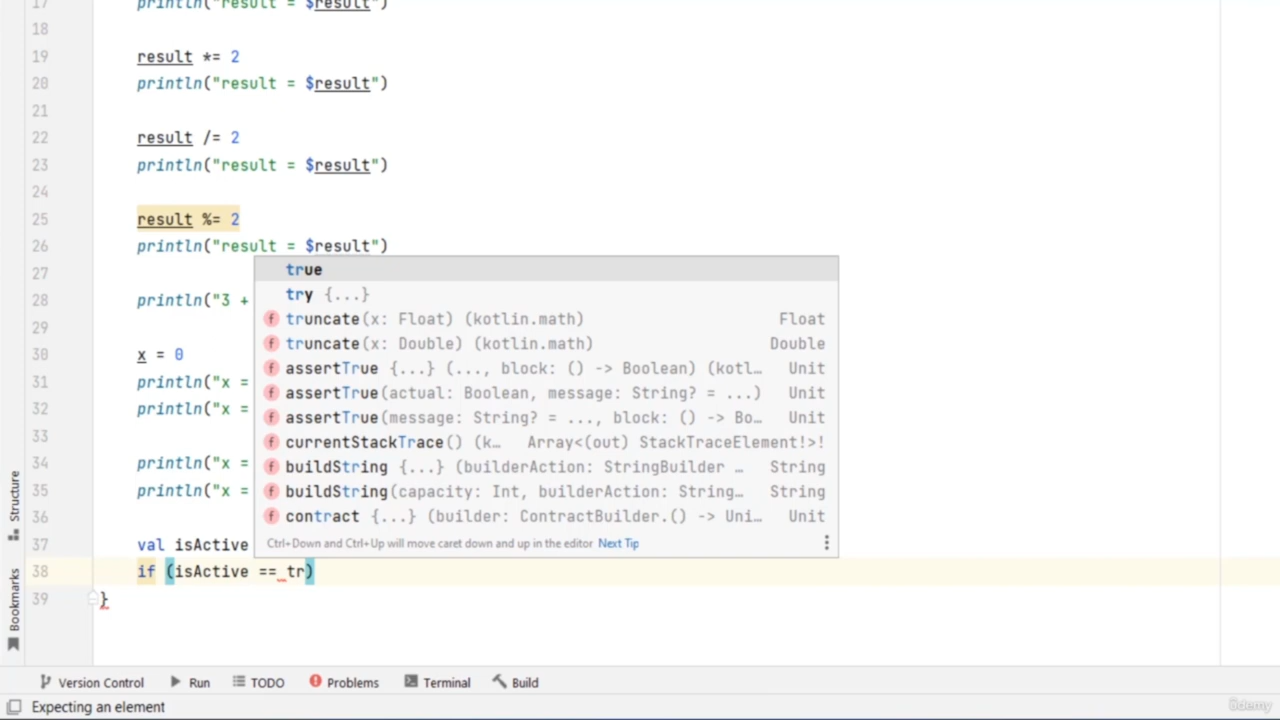 17 println("result = $result")
18
19 result *= 2
20 println("result = $result")
21
22 result /= 2
23 println("result = $result")
24
25 result %= 2
26 println("result = $result")
27
28 println("3 +
29
30 x = 0
31 println("x =
32 println("x =
33
34 println("x =
35 println("x =
36
37 val isActive
38 if (isActive == tr)
39 }
true
try {...}
f truncate(x: Float) (kotlin.math) Float
f truncate(x: Double) (kotlin.math) Double
f assertTrue {...} (..., block: () -> Boolean) (kotl… Unit
f assertTrue(actual: Boolean, message: String? = ...) Unit
f assertTrue(message: String? = ..., block: () -> Bo… Unit
f currentStackTrace() (k… Array<(out) StackTraceElement!>!
f buildString {...} (builderAction: StringBuilder … String
f buildString(capacity: Int, builderAction: String… String
f contract {...} (builder: ContractBuilder.() -> Uni… Unit
Ctrl+Down and Ctrl+Up will move caret down and up in the editor Next Tip
Structure
Bookmarks
Version Control Run TODO Problems Terminal Build
Expecting an element
ûdemy